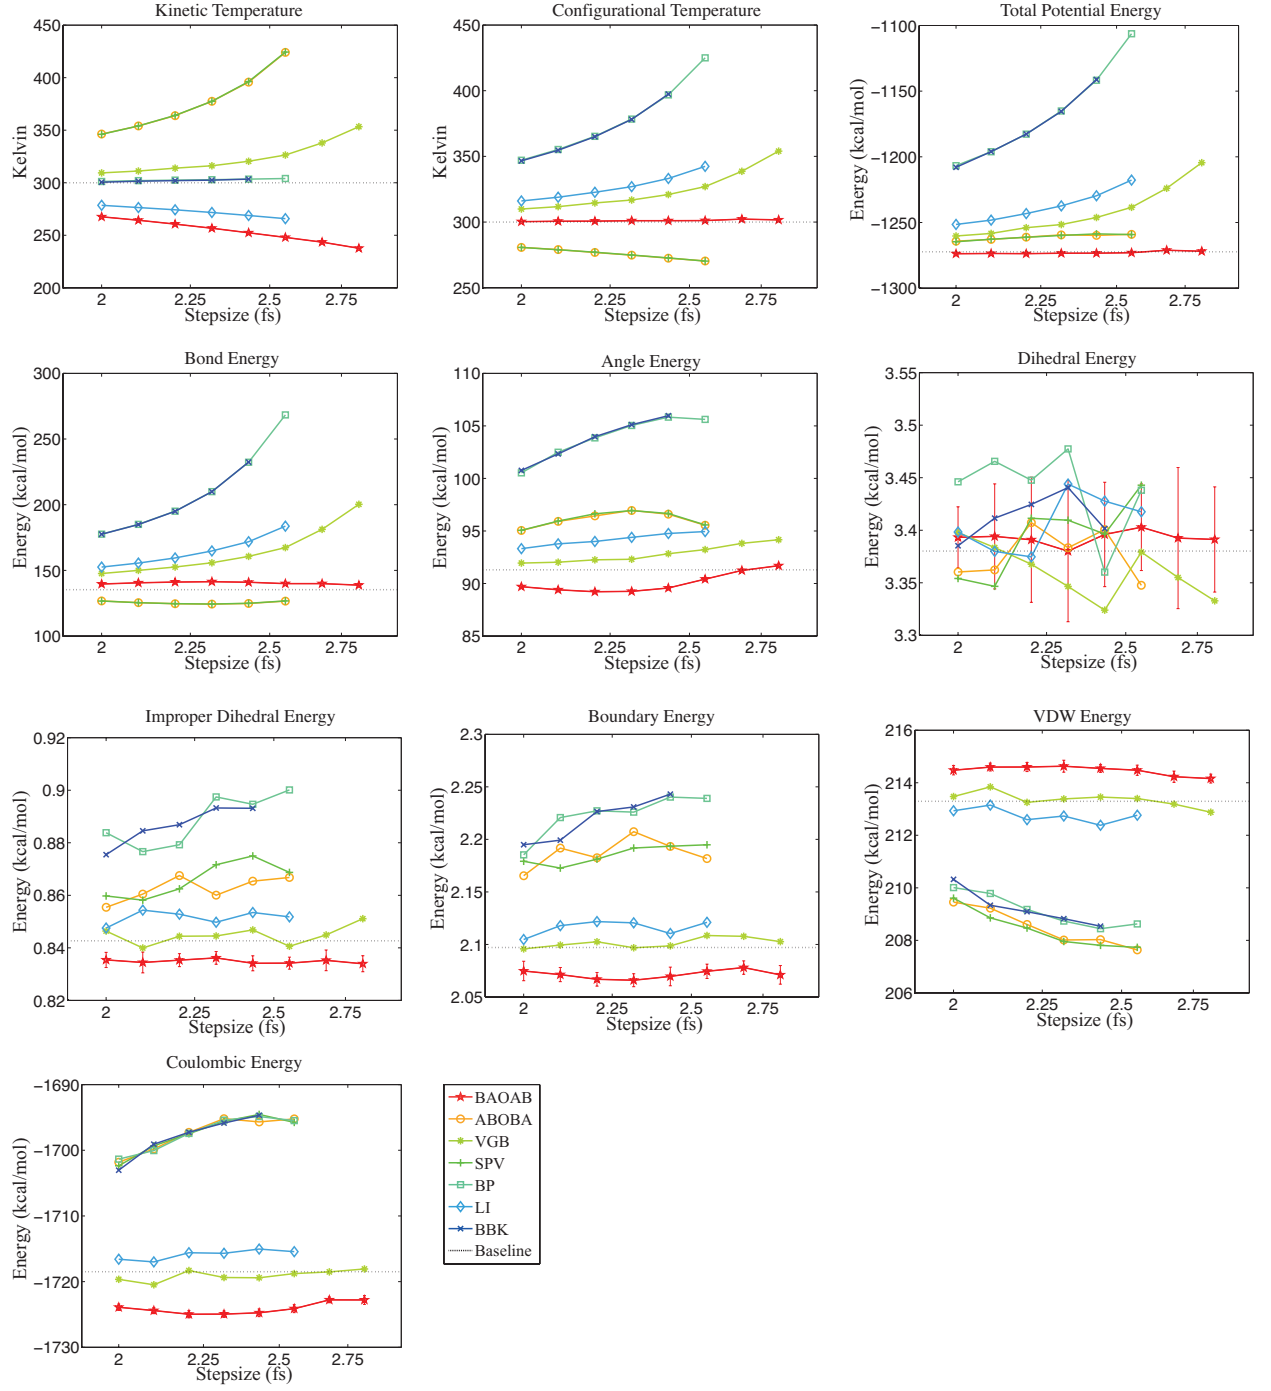 Kinetic Temperature
450
400
350
300
250
200
Kelvin
2
2.25
2.5
2.75
Stepsize (fs)
Configurational Temperature
450
400
350
300
250
Kelvin
2
2.25
2.5
2.75
Stepsize (fs)
Total Potential Energy
−1100
−1150
−1200
−1250
−1300
Energy (kcal/mol)
2
2.25
2.5
2.75
Stepsize (fs)
Bond Energy
300
250
200
150
100
Energy (kcal/mol)
2
2.25
2.5
2.75
Stepsize (fs)
Angle Energy
110
105
100
95
90
85
Energy (kcal/mol)
2
2.25
2.5
2.75
Stepsize (fs)
Dihedral Energy
3.55
3.5
3.45
3.4
3.35
3.3
Energy (kcal/mol)
2
2.25
2.5
2.75
Stepsize (fs)
Improper Dihedral Energy
0.92
0.9
0.88
0.86
0.84
0.82
Energy (kcal/mol)
2
2.25
2.5
2.75
Stepsize (fs)
Boundary Energy
2.3
2.25
2.2
2.15
2.1
2.05
Energy (kcal/mol)
2
2.25
2.5
2.75
Stepsize (fs)
VDW Energy
216
214
212
210
208
206
Energy (kcal/mol)
2
2.25
2.5
2.75
Stepsize (fs)
Coulombic Energy
−1690
−1700
−1710
−1720
−1730
Energy (kcal/mol)
2
2.25
2.5
2.75
Stepsize (fs)
BAOAB
ABOBA
VGB
SPV
BP
LI
BBK
Baseline